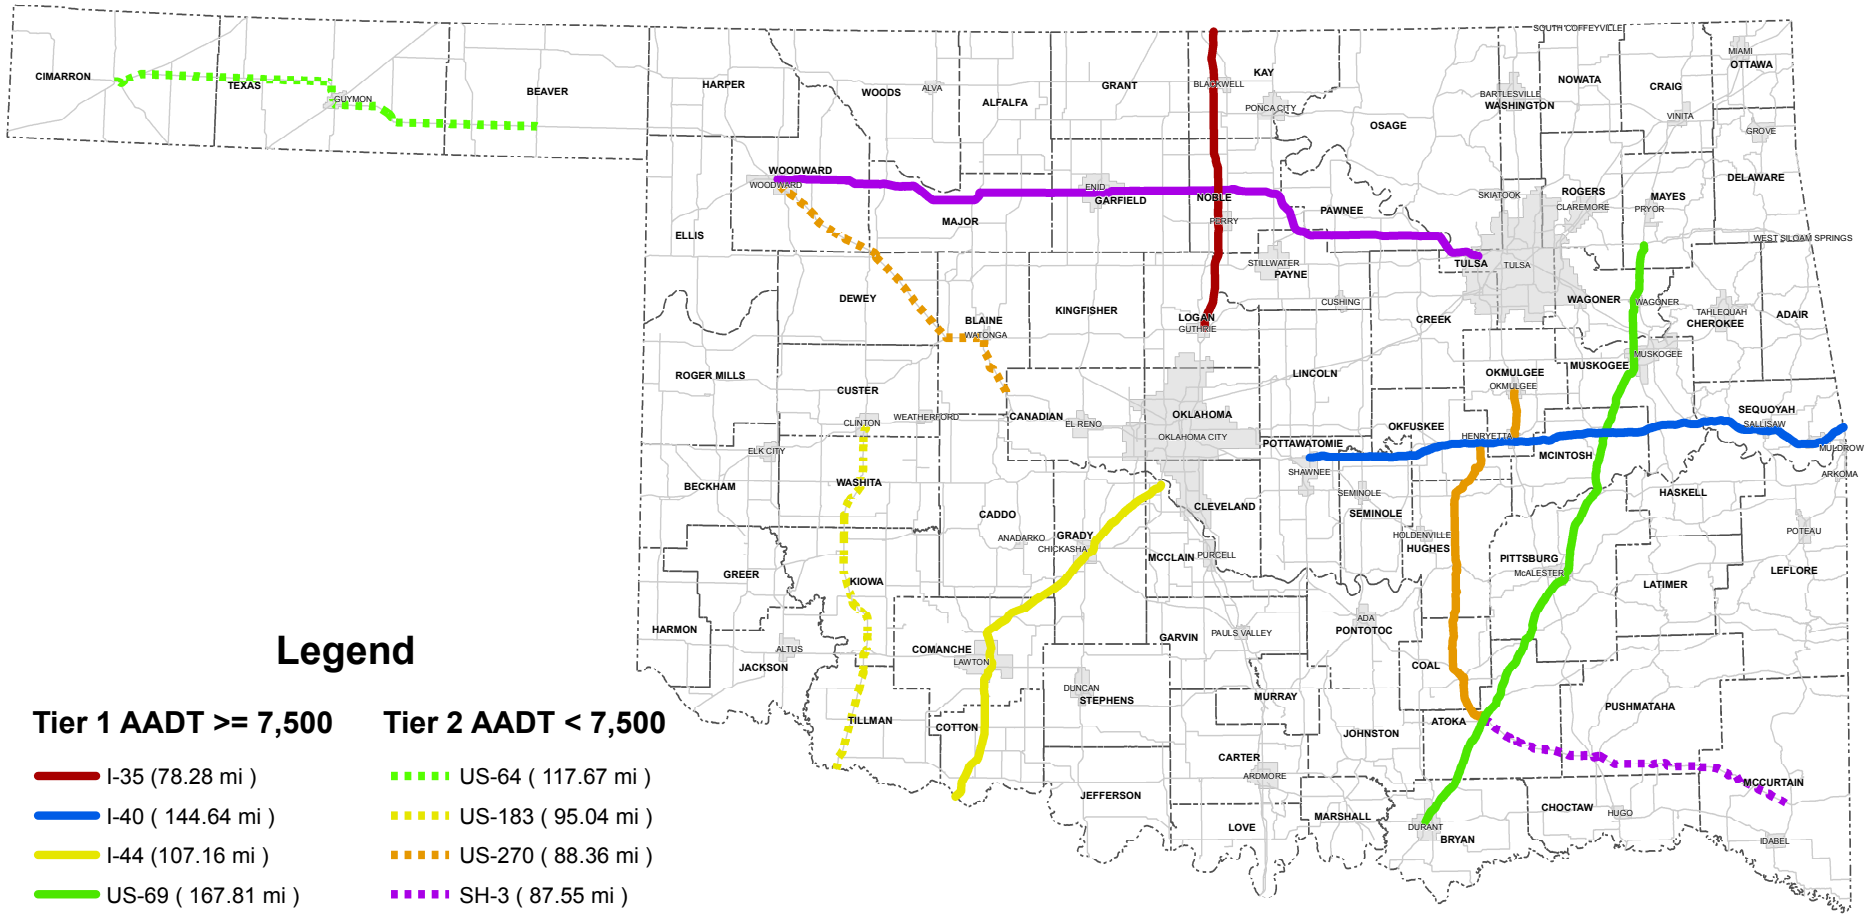 SOUTH COFFEYVILLE
MIAMI
OTTAWA
CIMARRON
TEXAS
GUYMON
BEAVER
HARPER
WOODS
ALVA
ALFALFA
GRANT
KAY
BLACKWELL
PONCA CITY
OSAGE
BARTLESVILLE
WASHINGTON
NOWATA
CRAIG
VINITA
GROVE
WOODWARD
WOODWARD
ENID
GARFIELD
NOBLE
PERRY
PAWNEE
SKIATOOK
ROGERS
CLAREMORE
MAYES
PRYOR
DELAWARE
ELLIS
MAJOR
STILLWATER
PAYNE
TULSA
TULSA
WEST SILOAM SPRINGS
DEWEY
BLAINE
WATONGA
KINGFISHER
LOGAN
GUTHRIE
CUSHING
CREEK
WAGONER
WAGONER
TAHLEQUAH
CHEROKEE
ADAIR
ROGER MILLS
CUSTER
LINCOLN
OKMULGEE
OKMULGEE
MUSKOGEE
MUSKOGEE
CLINTON
WEATHERFORD
CANADIAN
EL RENO
OKLAHOMA
OKLAHOMA CITY
POTTAWATOMIE
SHAWNEE
OKFUSKEE
HENRYETTA
MCINTOSH
SEQUOYAH
SALLISAW
MULDROW
ARKOMA
ELK CITY
BECKHAM
WASHITA
CADDO
ANADARKO
GRADY
CHICKASHA
MCCLAIN
PURCELL
CLEVELAND
SEMINOLE
SEMINOLE
HOLDENVILLE
HUGHES
PITTSBURG
McALESTER
HASKELL
POTEAU
LEFLORE
LATIMER
GREER
KIOWA
HARMON
ALTUS
JACKSON
COMANCHE
LAWTON
GARVIN
PAULS VALLEY
ADA
PONTOTOC
COAL
DUNCAN
STEPHENS
MURRAY
TILLMAN
COTTON
JOHNSTON
ATOKA
PUSHMATAHA
CARTER
ARDMORE
JEFFERSON
LOVE
MARSHALL
DURANT
BRYAN
CHOCTAW
HUGO
MCCURTAIN
IDABEL
Legend
Tier 1 AADT >= 7,500
I-35 (78.28 mi )
I-40 ( 144.64 mi )
I-44 (107.16 mi )
US-69 ( 167.81 mi )
Tier 2 AADT < 7,500
US-64 ( 117.67 mi )
US-183 ( 95.04 mi )
US-270 ( 88.36 mi )
SH-3 ( 87.55 mi )